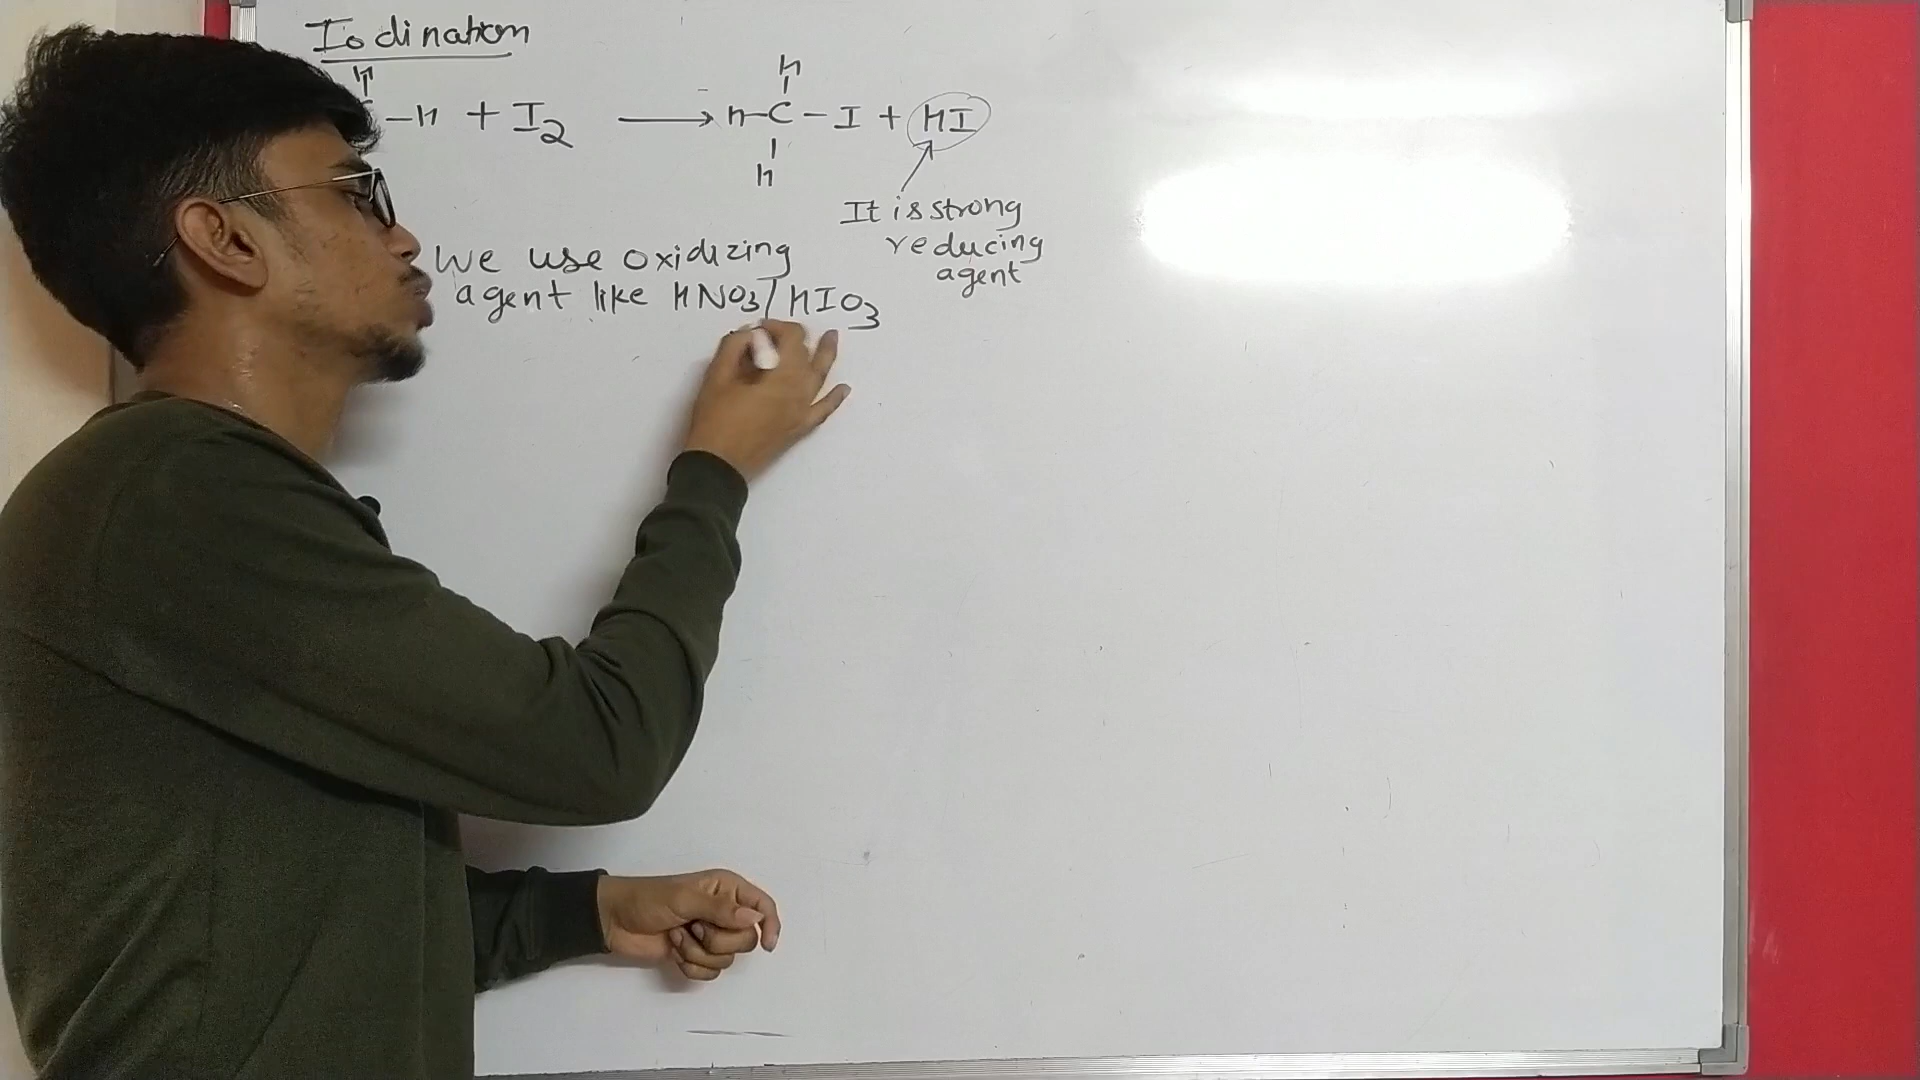 Iodination
H H
C -H + I2 → H-C-I + HI
H
It is strong
reducing
agent
We use oxidizing
agent like HNO3/HIO3